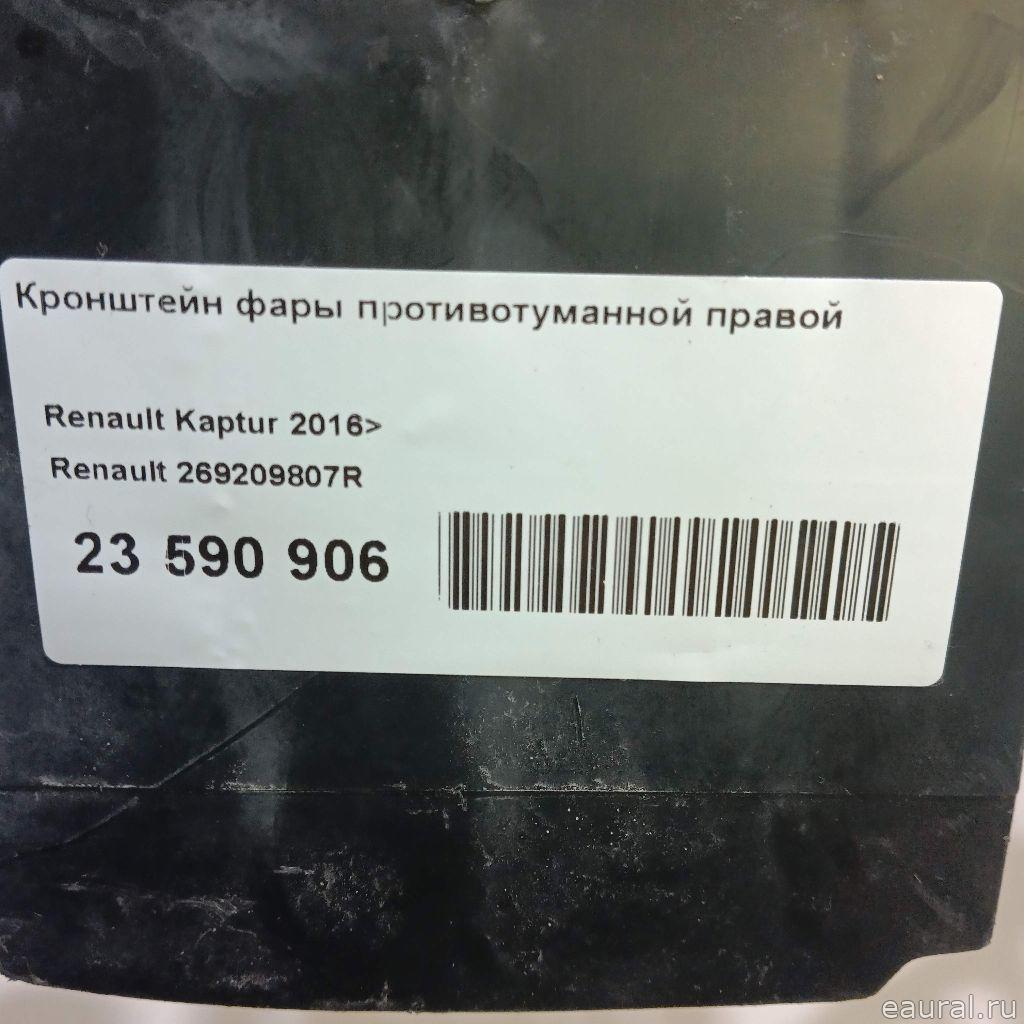 Кронштейн фары противотуманной правой
Renault Kaptur 2016>
Renault 269209807R
23 590 906
eaural.ru